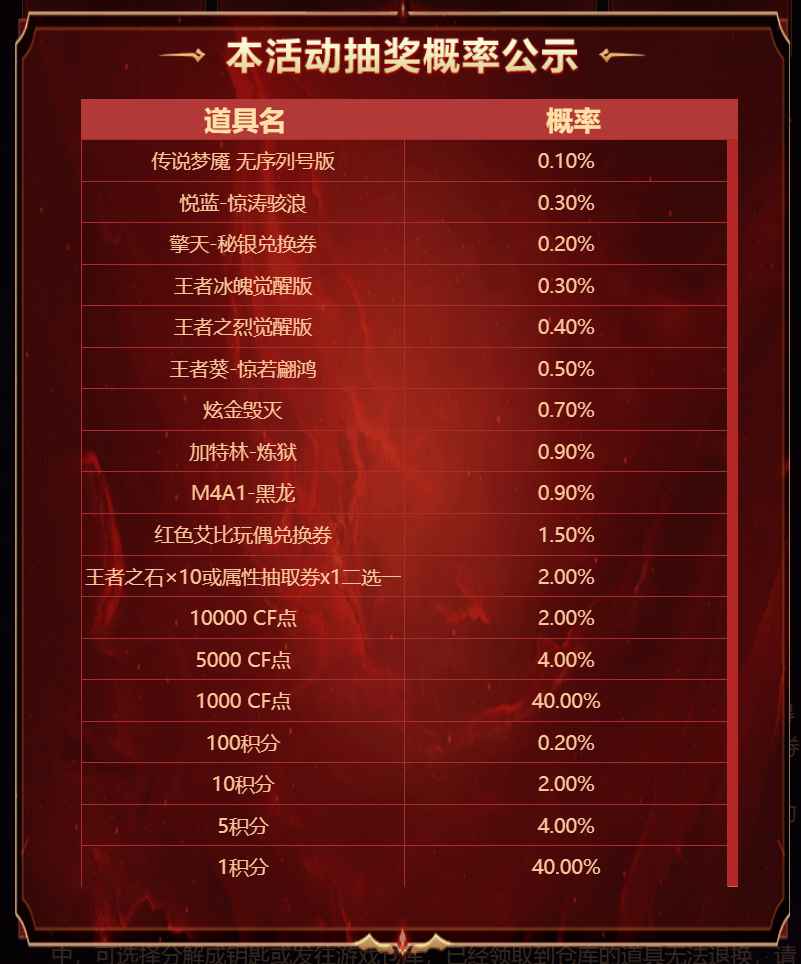 本活动抽奖概率公示
道具名 概率
传说梦魇 无序列号版 0.10%
悦蓝-惊涛骇浪 0.30%
擎天-秘银兑换券 0.20%
王者冰魄觉醒版 0.30%
王者之烈觉醒版 0.40%
王者葵-惊若翩鸿 0.50%
炫金毁灭 0.70%
加特林-炼狱 0.90%
M4A1-黑龙 0.90%
红色艾比玩偶兑换券 1.50%
王者之石×10或属性抽取券x1二选一 2.00%
10000 CF点 2.00%
5000 CF点 4.00%
1000 CF点 40.00%
100积分 0.20%
10积分 2.00%
5积分 4.00%
1积分 40.00%
中，可选择分解成钥匙或发往游戏仓库，已经领取到仓库的道具无法退换，请